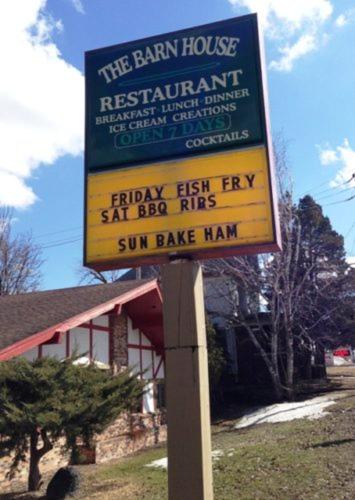 THE BARN HOUSE
RESTAURANT
BREAKFAST · LUNCH · DINNER
ICE CREAM CREATIONS
OPEN 7 DAYS
COCKTAILS
FRIDAY FISH FRY
SAT BBQ RIBS
SUN BAKE HAM